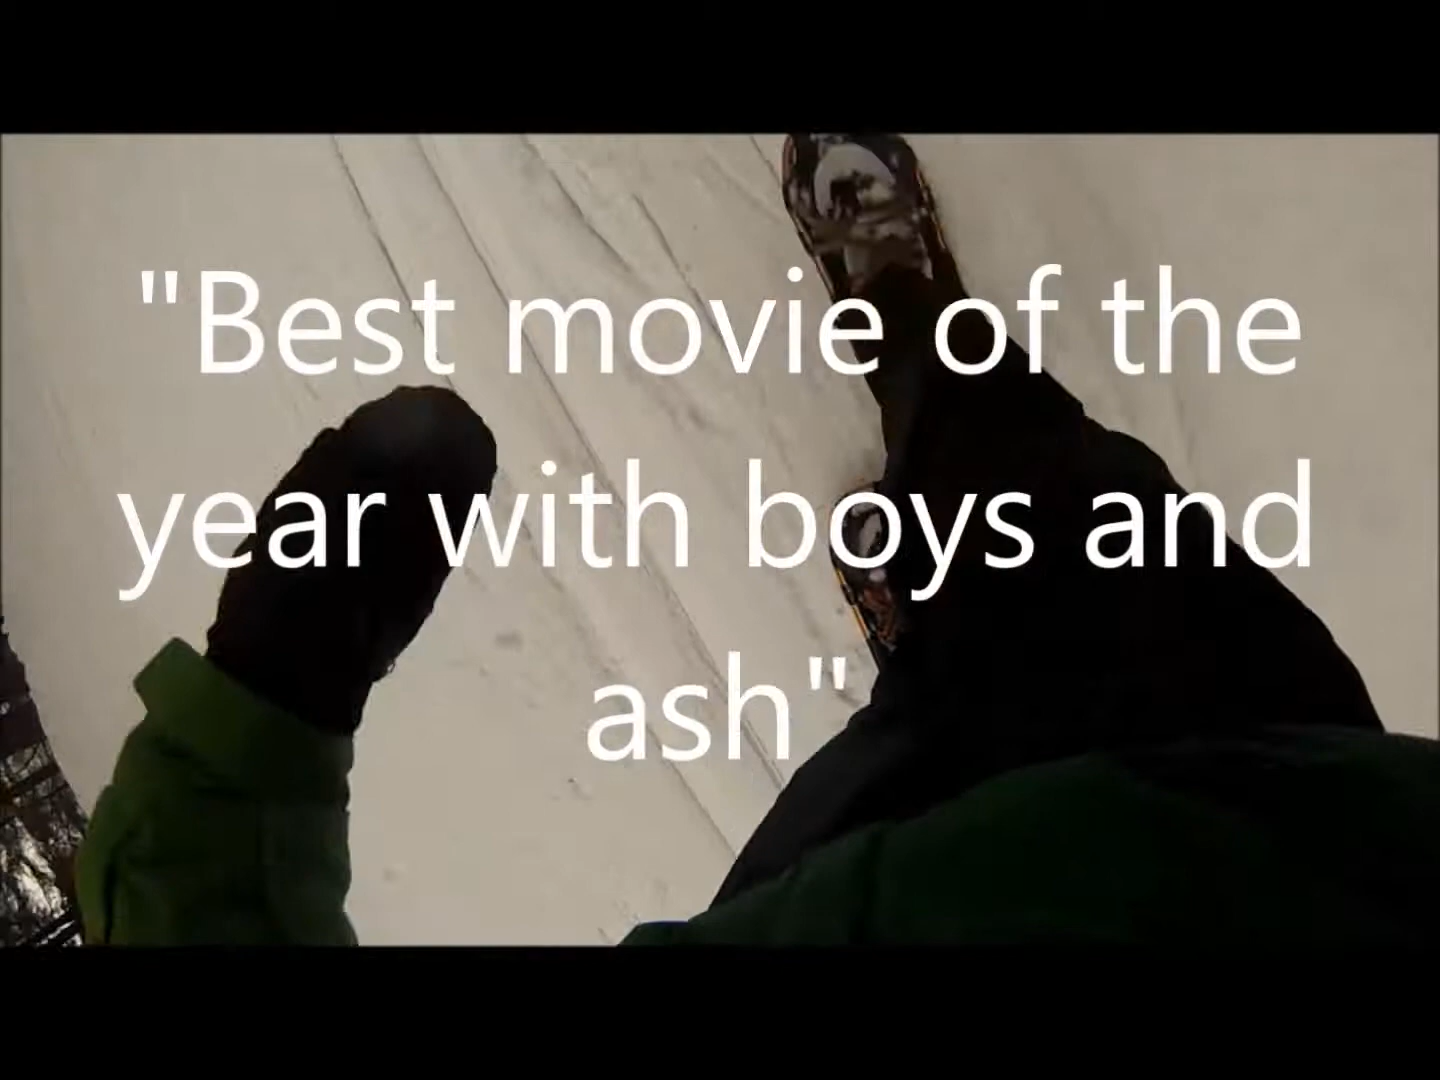 "Best movie of the
year with boys and
ash"